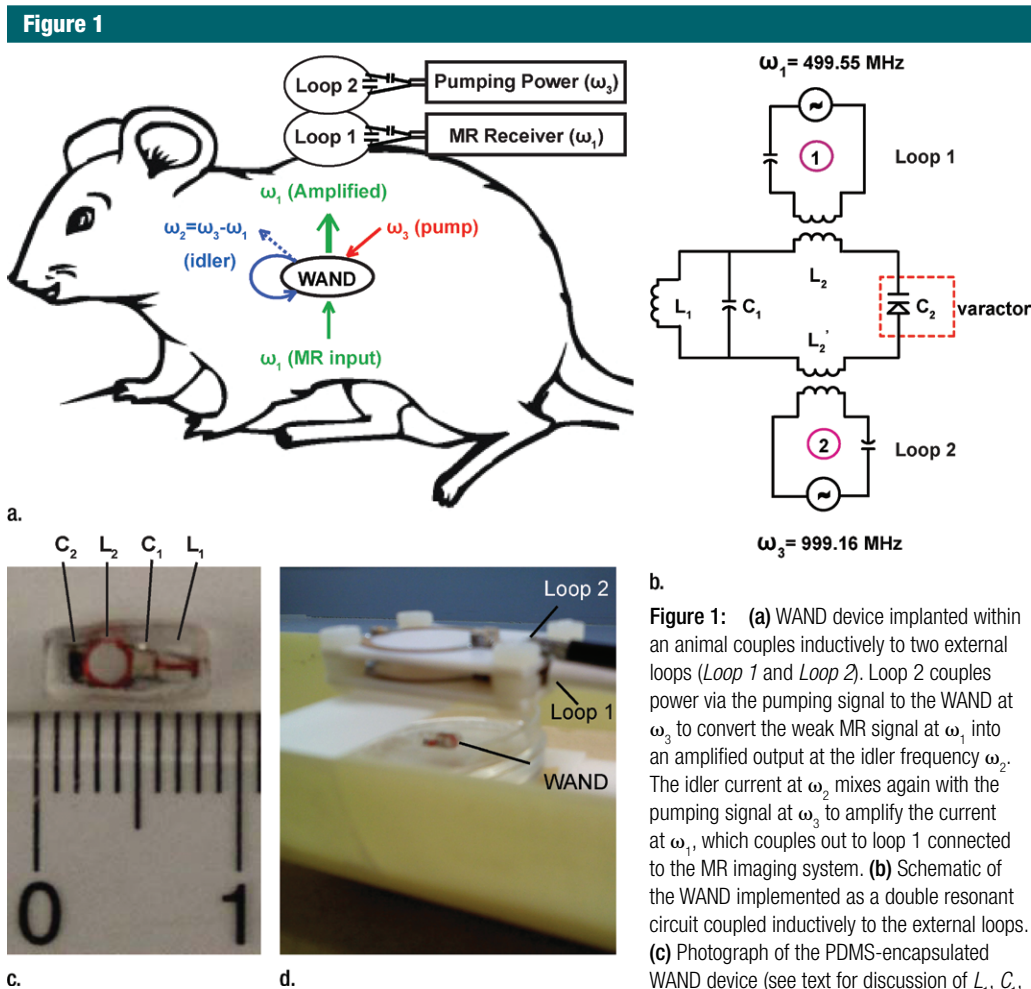 Figure 1
Loop 2
Pumping Power (ω₃)
Loop 1
MR Receiver (ω₁)
ω₁ (Amplified)
ω₂=ω₃-ω₁
(idler)
ω₃ (pump)
WAND
ω₁ (MR input)
a.
ω₁= 499.55 MHz
1
Loop 1
L₂
L₁
C₁
C₂
varactor
L₂'
2
Loop 2
ω₃= 999.16 MHz
b.
C₂ L₂ C₁ L₁
0 1
c.
Loop 2
Loop 1
WAND
d.
Figure 1: (a) WAND device implanted within
an animal couples inductively to two external
loops (Loop 1 and Loop 2). Loop 2 couples
power via the pumping signal to the WAND at
ω₃ to convert the weak MR signal at ω₁ into
an amplified output at the idler frequency ω₂.
The idler current at ω₂ mixes again with the
pumping signal at ω₃ to amplify the current
at ω₁, which couples out to loop 1 connected
to the MR imaging system. (b) Schematic of
the WAND implemented as a double resonant
circuit coupled inductively to the external loops.
(c) Photograph of the PDMS-encapsulated
WAND device (see text for discussion of L₁, C₁,